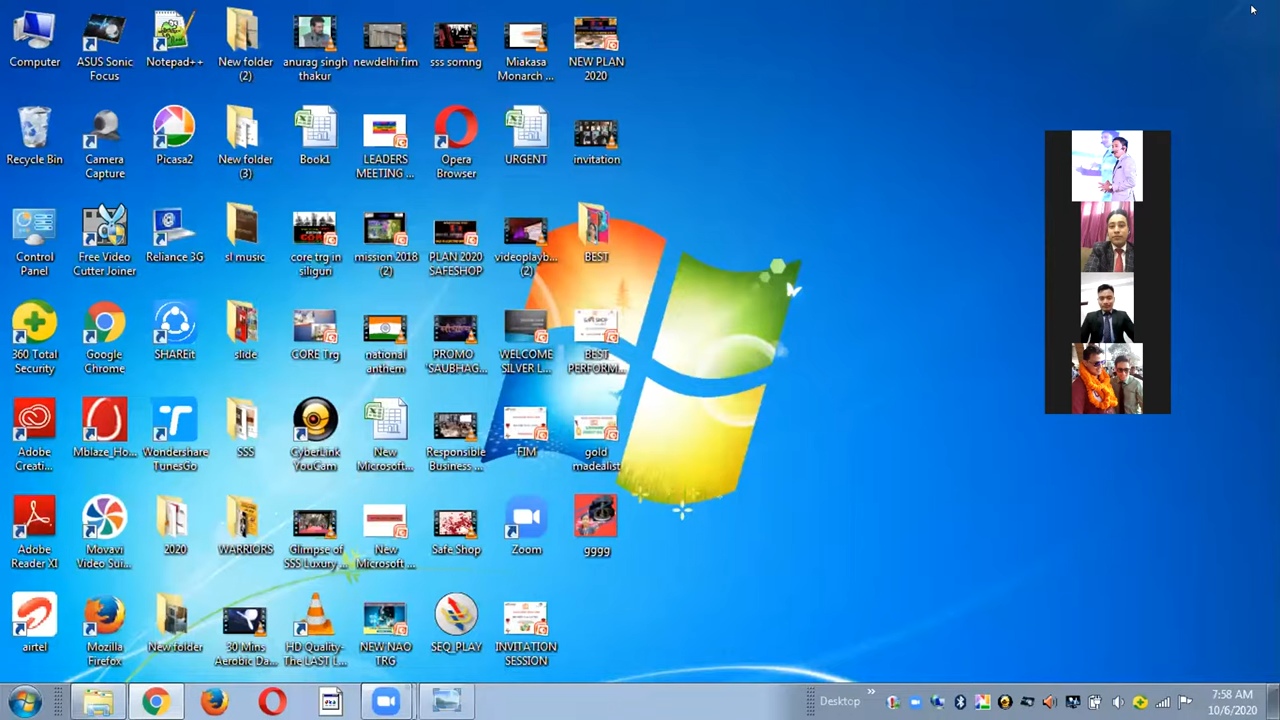 Computer
ASUS Sonic
Focus
Notepad++
New folder
(2)
anurag singh
thakur
newdelhi fim
sss somng
Miakasa
Monarch ...
NEW PLAN
2020
Recycle Bin
Camera
Capture
Picasa2
New folder
(3)
Book1
LEADERS
MEETING ...
Opera
Browser
URGENT
invitation
Control
Panel
Free Video
Cutter Joiner
Reliance 3G
sl music
core trg in
siliguri
mission 2018
(2)
PLAN 2020
SAFESHOP
videoplayb...
(2)
BEST
360 Total
Security
Google
Chrome
SHAREit
slide
CORE Trg
national
anthem
PROMO
'SAUBHAG...
WELCOME
SILVER L...
BEST
PERFORM...
Adobe
Creati...
Mblaze_Ho...
Wondershare
TunesGo
SSS
CyberLink
YouCam
New
Microsoft...
Responsible
Business ...
FIM
gold
madealist
Adobe
Reader XI
Movavi
Video Sui...
2020
WARRIORS
Glimpse of
SSS Luxury ...
New
Microsoft ...
Safe Shop
Zoom
gggg
airtel
Mozilla
Firefox
New folder
30 Mins
Aerobic Da...
HD Quality-
The LAST L...
NEW NAO
TRG
SEQ_PLAY
INVITATION
SESSION
Desktop
»
7:58 AM
10/6/2020